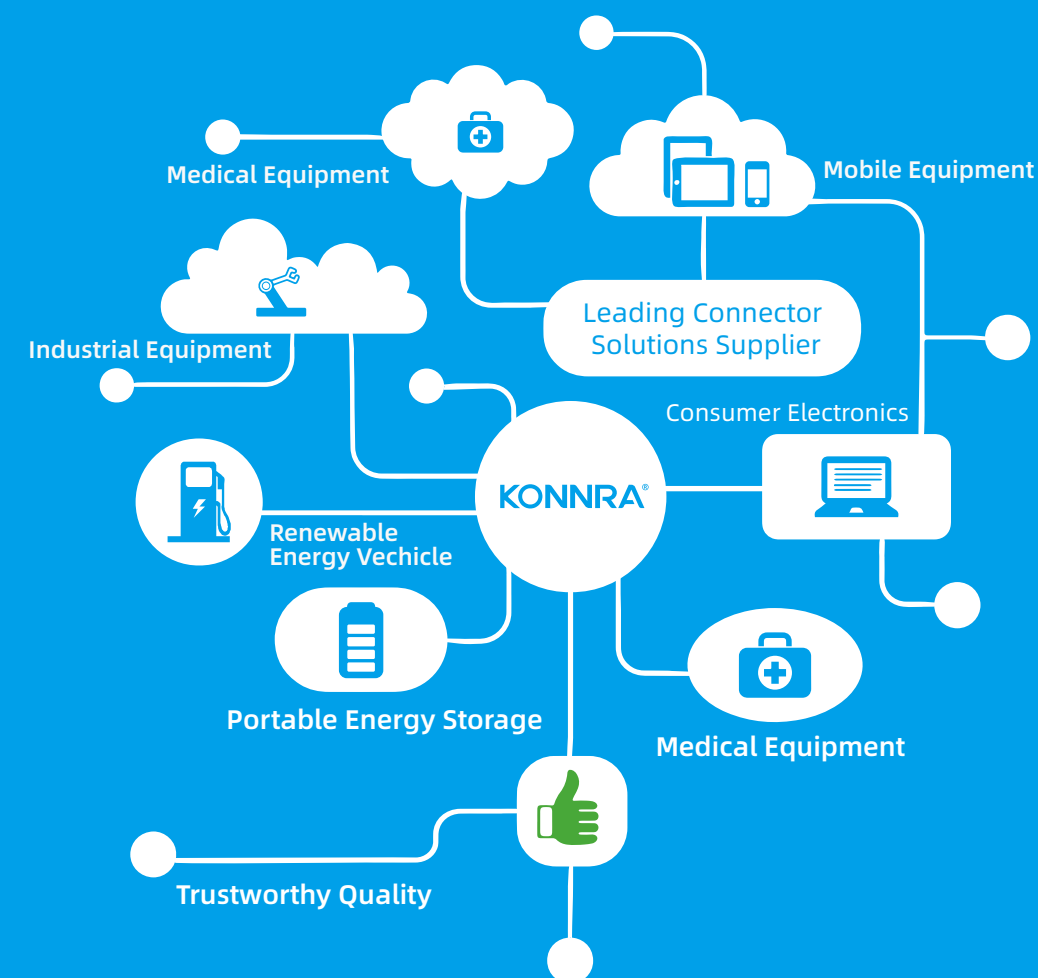 Medical Equipment
Mobile Equipment
Leading Connector
Solutions Supplier
Industrial Equipment
Consumer Electronics
KONNRA®
Renewable
Energy Vechicle
Portable Energy Storage
Medical Equipment
Trustworthy Quality